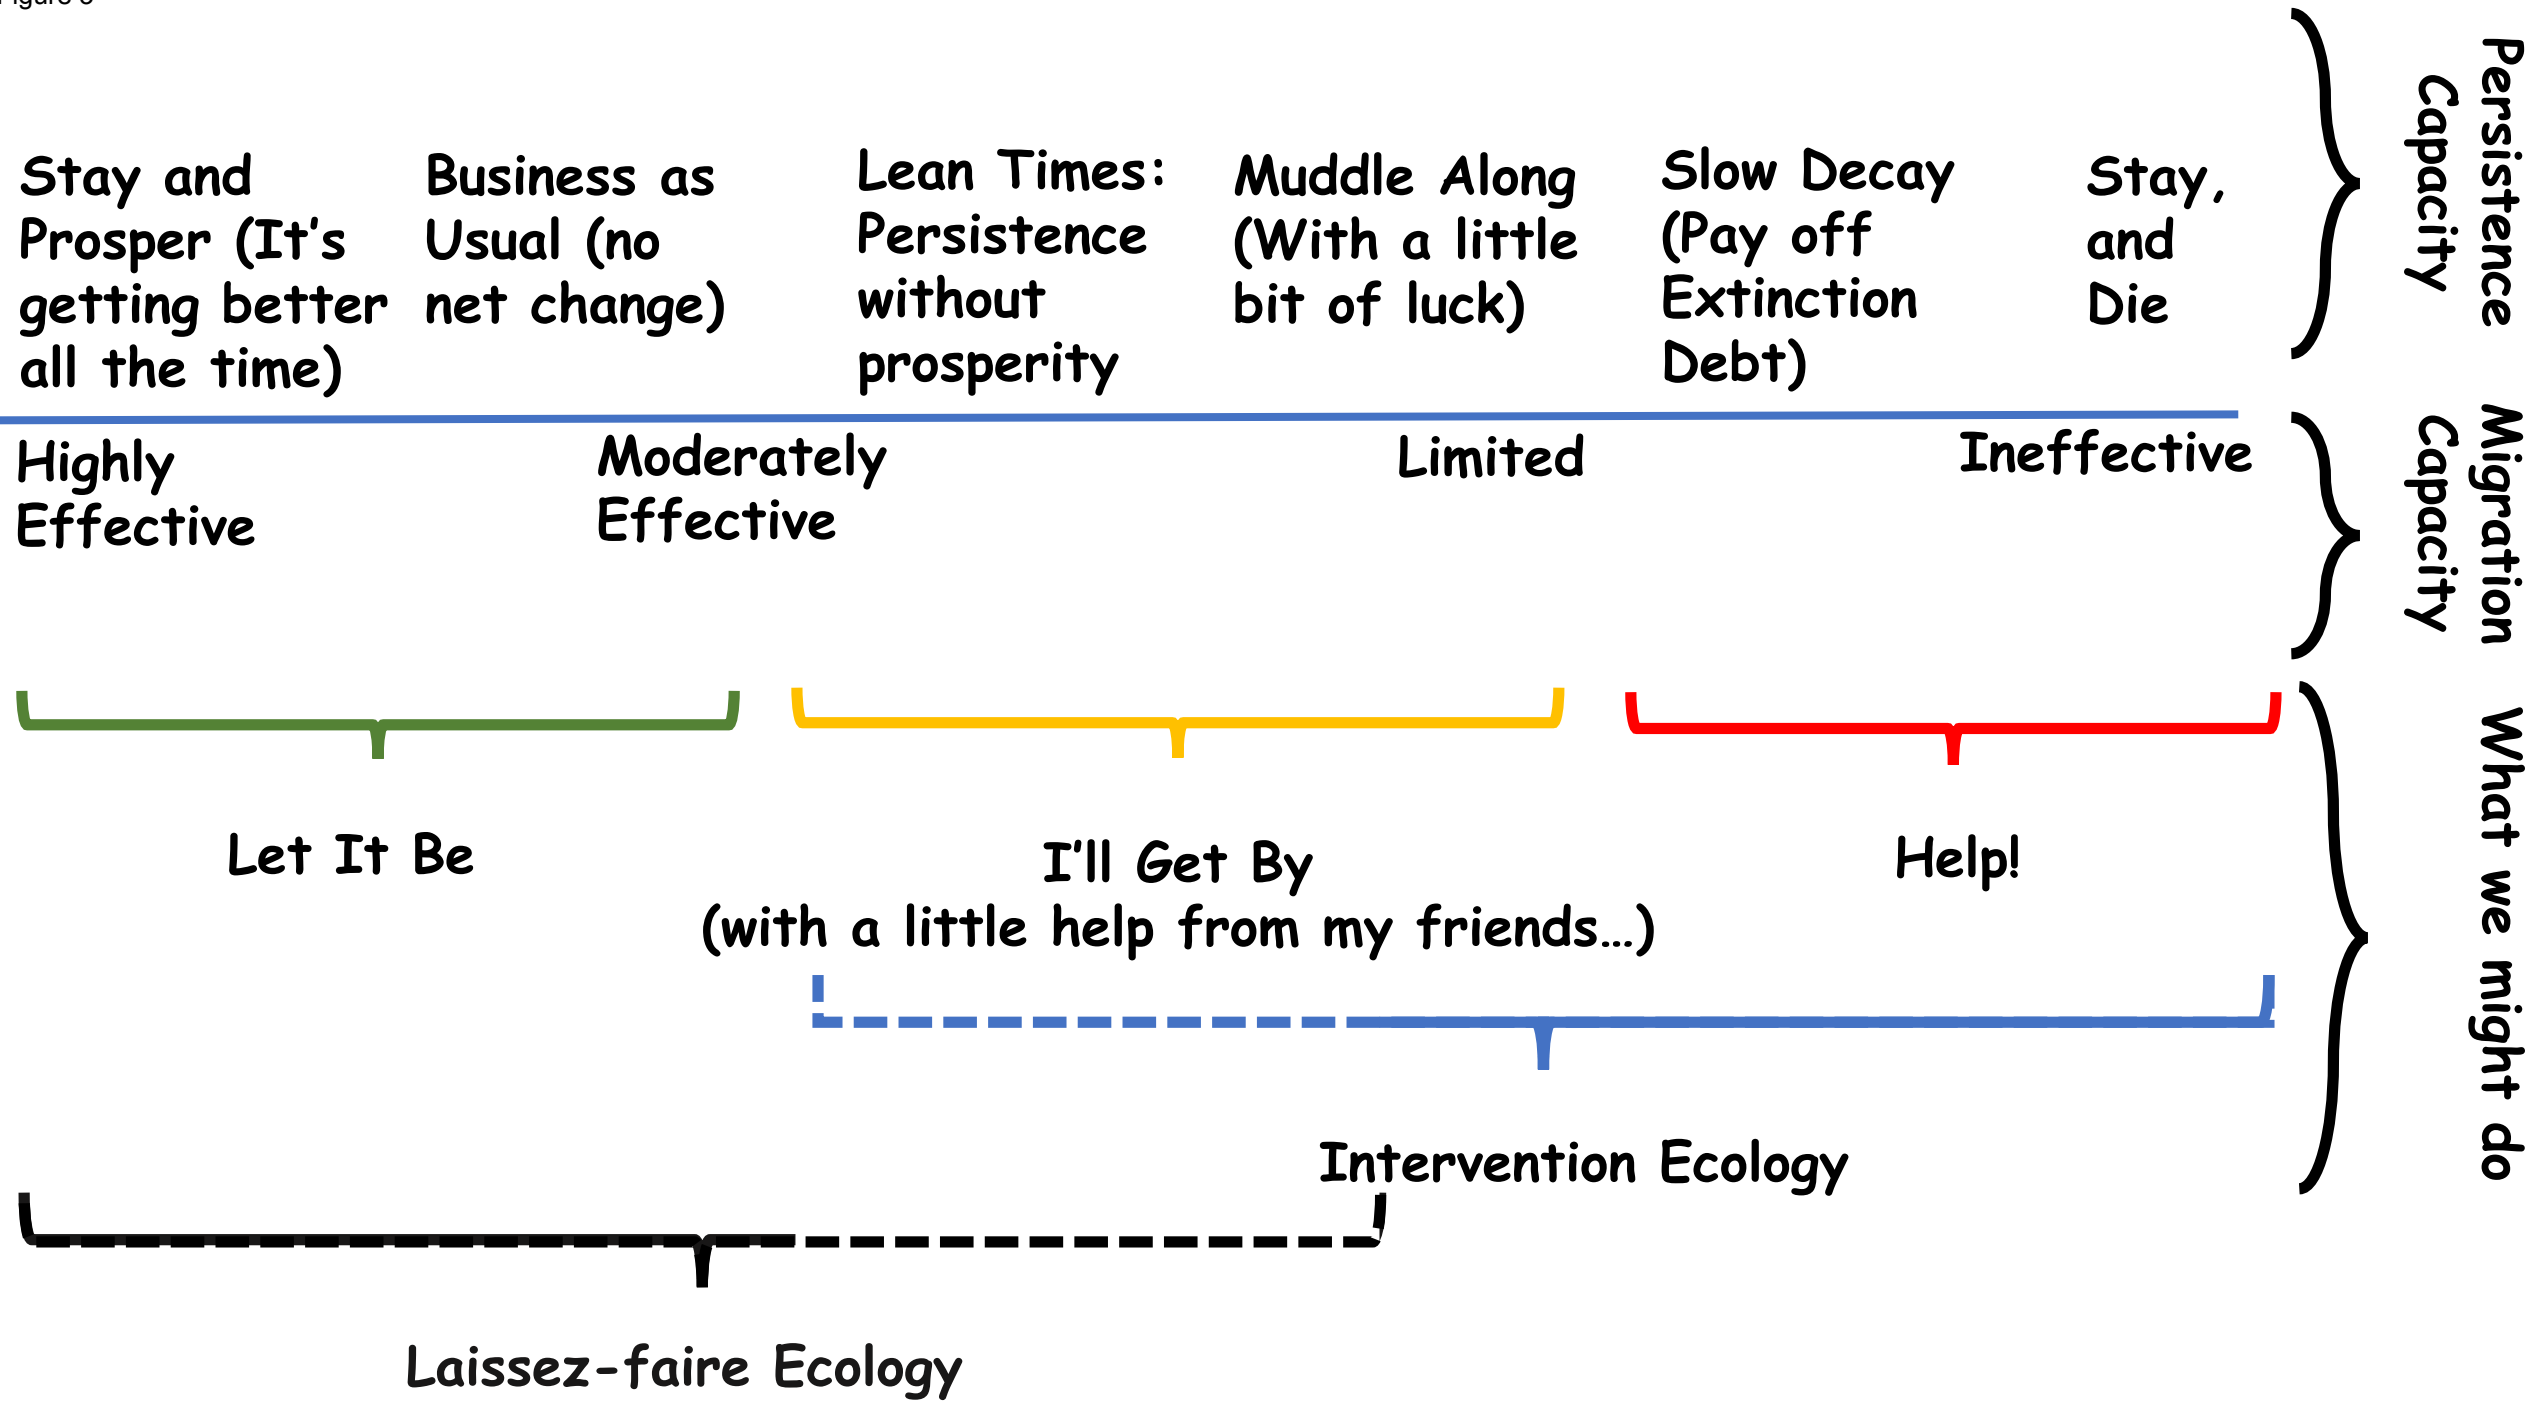 Stay and
Prosper (It's
getting better
all the time)
Business as
Usual (no
net change)
Lean Times:
Persistence
without
prosperity
Muddle Along
(With a little
bit of luck)
Slow Decay
(Pay off
Extinction
Debt)
Stay,
and
Die
Persistence
Capacity
Highly
Effective
Moderately
Effective
Limited
Ineffective
Migration
Capacity
Let It Be
I'll Get By
(with a little help from my friends...)
Help!
What we might do
Intervention Ecology
Laissez-faire Ecology